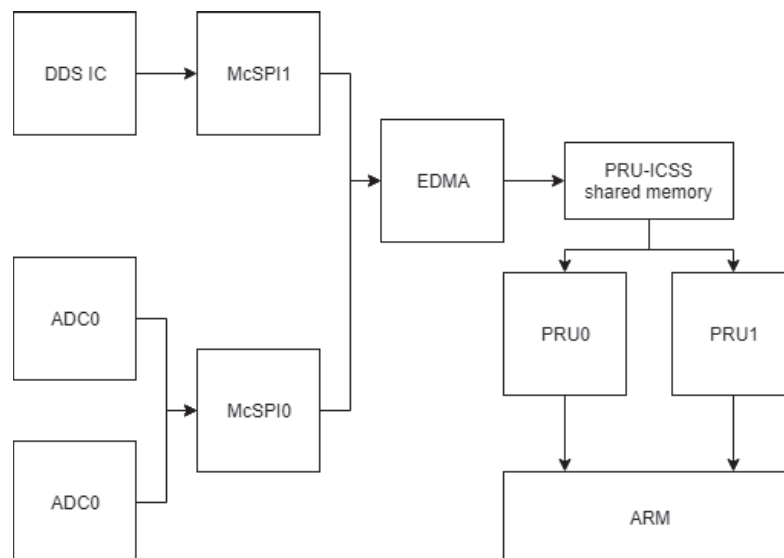 DDS IC
McSPI1
EDMA
PRU-ICSS
shared memory
ADC0
PRU0
PRU1
McSPI0
ADC0
ARM